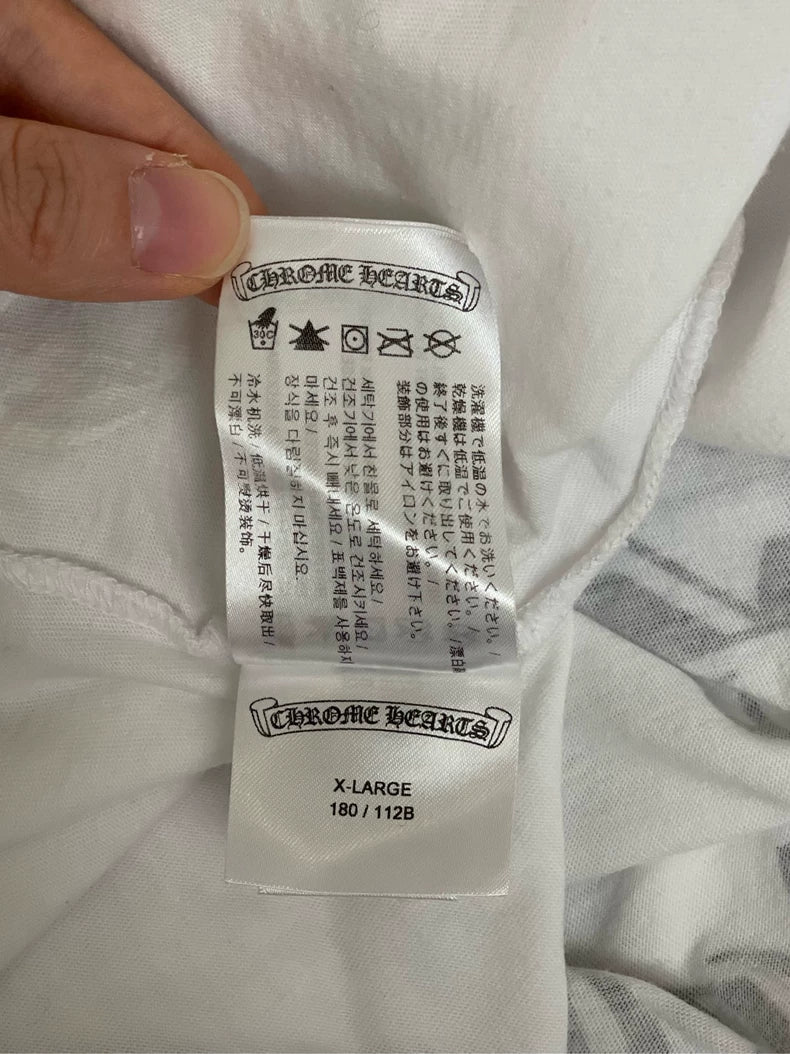 CHROME HEARTS
30C
洗濯機で低温の水でお洗いください。/
乾燥機は低温でご使用ください。/
終了後すぐに取り出してください。/漂白剤
の使用はお避けください。/
装飾部分はアイロンをお避け下さい。
세탁기에서 찬물로 세탁하세요/
건조기에서 낮은 온도로 건조시키세요/
건조 후 즉시 빼내세요/표백제를 사용하지
마세요/
장식을 다림질하지 마십시요.
冷水机洗/低温烘干/干燥后尽快取出/
不可漂白/不可熨烫装饰。
CHROME HEARTS
X-LARGE
180 / 112B